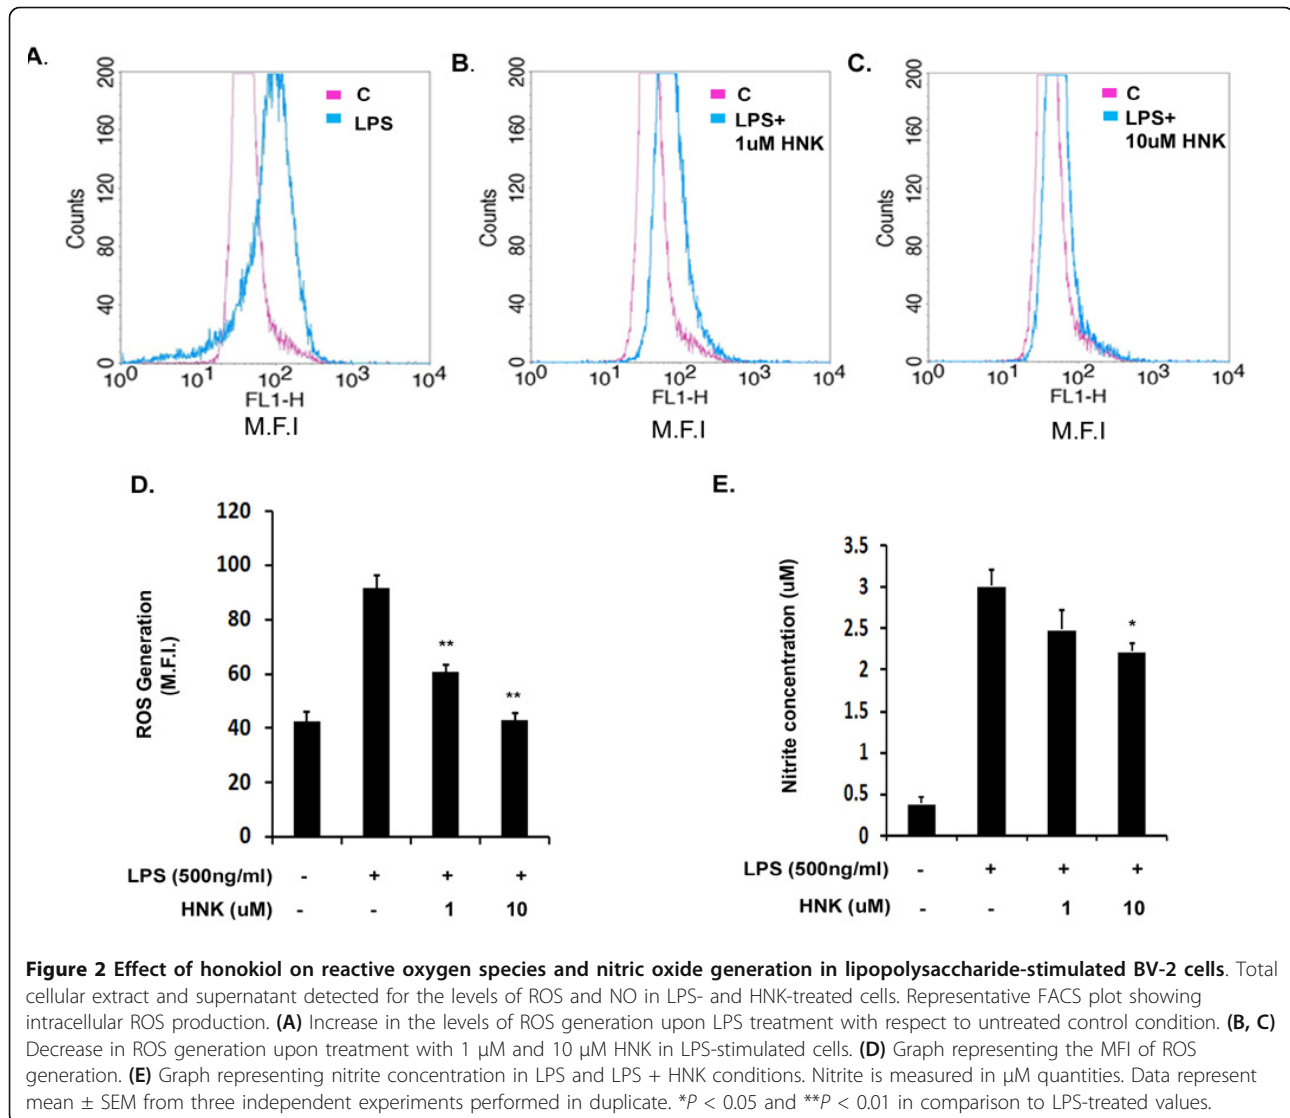 A.
200
160
120
80
40
0
Counts
C
LPS
10^0 10^1 10^2 10^3 10^4
FL1-H
M.F.I
B.
200
160
120
80
40
0
Counts
C
LPS+
1uM HNK
10^0 10^1 10^2 10^3 10^4
FL1-H
M.F.I
C.
200
160
120
80
40
0
Counts
C
LPS+
10uM HNK
10^0 10^1 10^2 10^3 10^4
FL1-H
M.F.I
D.
120
100
80
60
40
20
0
ROS Generation
(M.F.I.)
**
**
LPS (500ng/ml) - + + +
HNK (uM) - - 1 10
E.
3.5
3
2.5
2
1.5
1
0.5
0
Nitrite concentration (uM)
*
LPS (500ng/ml) - + + +
HNK (uM) - - 1 10
Figure 2 Effect of honokiol on reactive oxygen species and nitric oxide generation in lipopolysaccharide-stimulated BV-2 cells. Total
cellular extract and supernatant detected for the levels of ROS and NO in LPS- and HNK-treated cells. Representative FACS plot showing
intracellular ROS production. (A) Increase in the levels of ROS generation upon LPS treatment with respect to untreated control condition. (B, C)
Decrease in ROS generation upon treatment with 1 μM and 10 μM HNK in LPS-stimulated cells. (D) Graph representing the MFI of ROS
generation. (E) Graph representing nitrite concentration in LPS and LPS + HNK conditions. Nitrite is measured in μM quantities. Data represent
mean ± SEM from three independent experiments performed in duplicate. *P < 0.05 and **P < 0.01 in comparison to LPS-treated values.